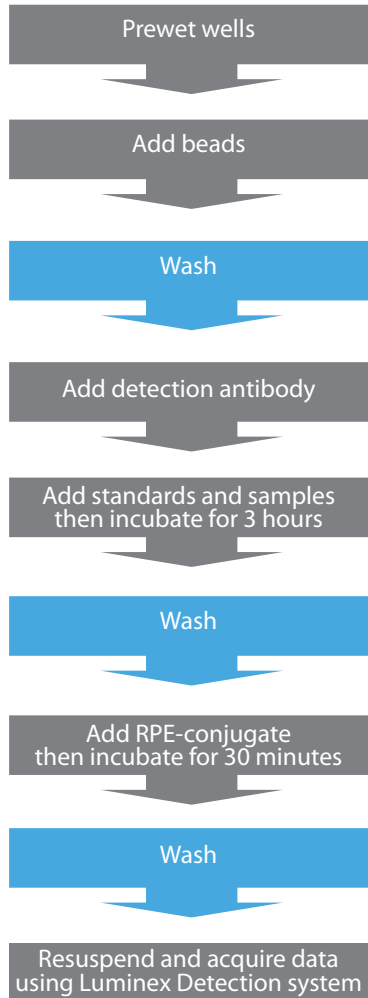 Prewet wells
Add beads
Wash
Add detection antibody
Add standards and samples
then incubate for 3 hours
Wash
Add RPE-conjugate
then incubate for 30 minutes
Wash
Resuspend and acquire data
using Luminex Detection system